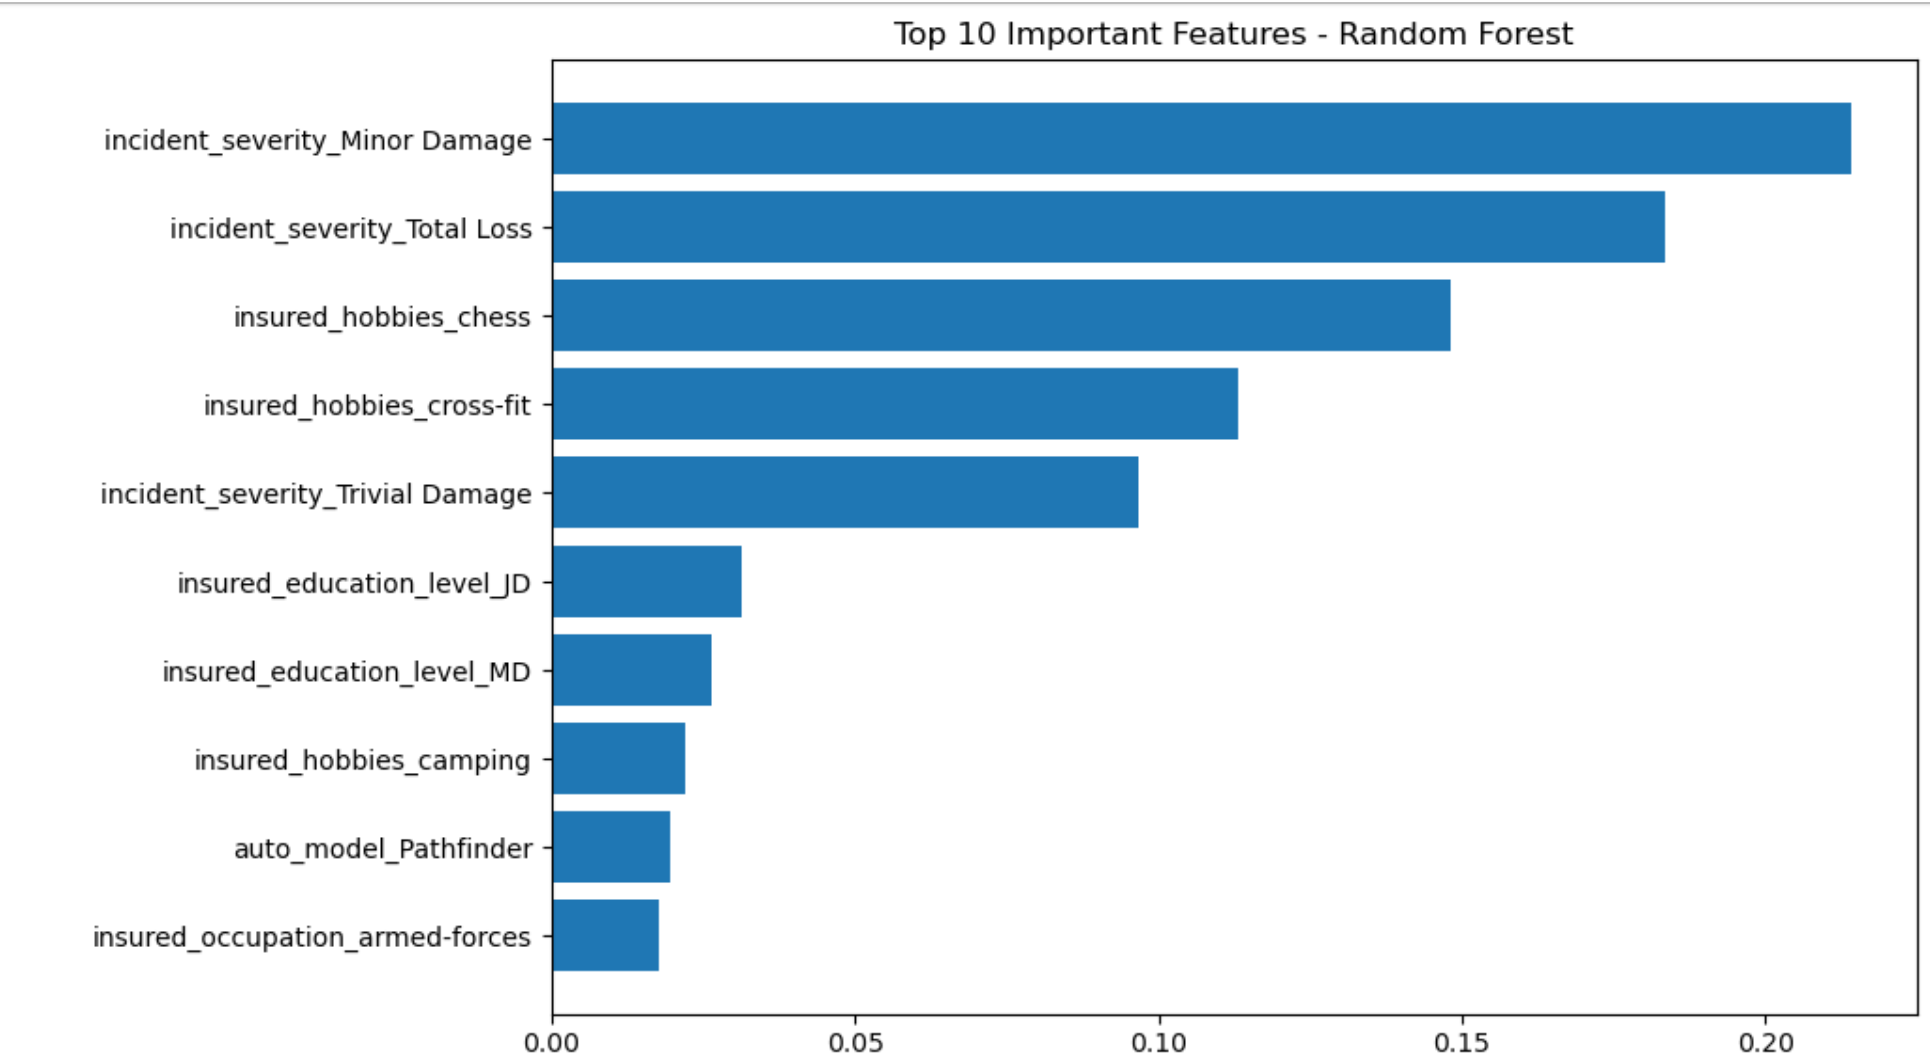 Top 10 Important Features - Random Forest
incident_severity_Minor Damage
incident_severity_Total Loss
insured_hobbies_chess
insured_hobbies_cross-fit
incident_severity_Trivial Damage
insured_education_level_JD
insured_education_level_MD
insured_hobbies_camping
auto_model_Pathfinder
insured_occupation_armed-forces
0.00 0.05 0.10 0.15 0.20